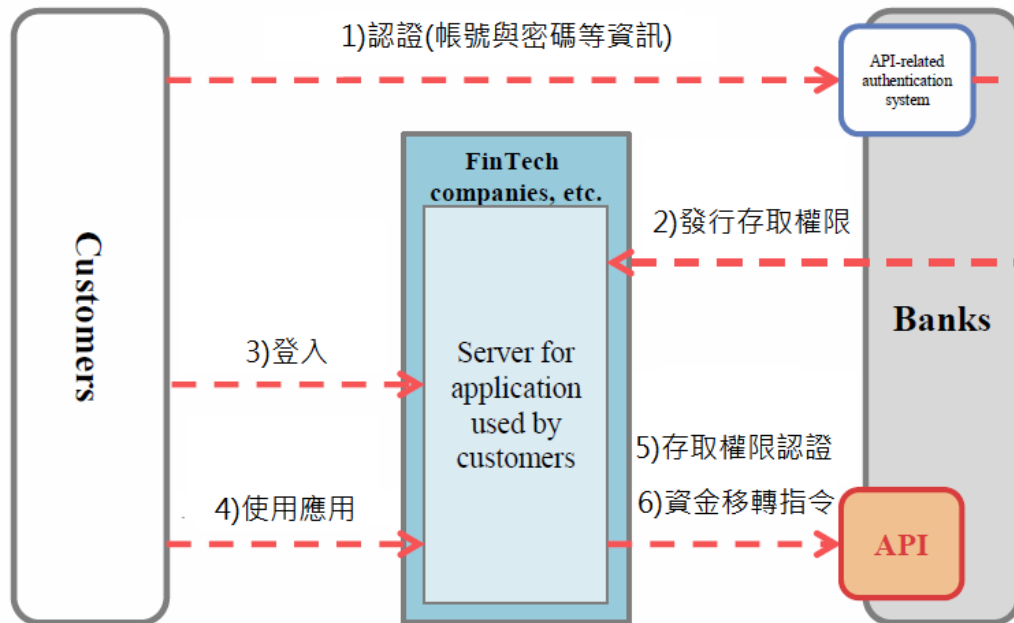 1)認證(帳號與密碼等資訊)
API-related
authentication
system
FinTech
companies, etc.
2)發行存取權限
Customers
Banks
3)登入
Server for
application
used by
customers
5)存取權限認證
4)使用應用
6)資金移轉指令
API